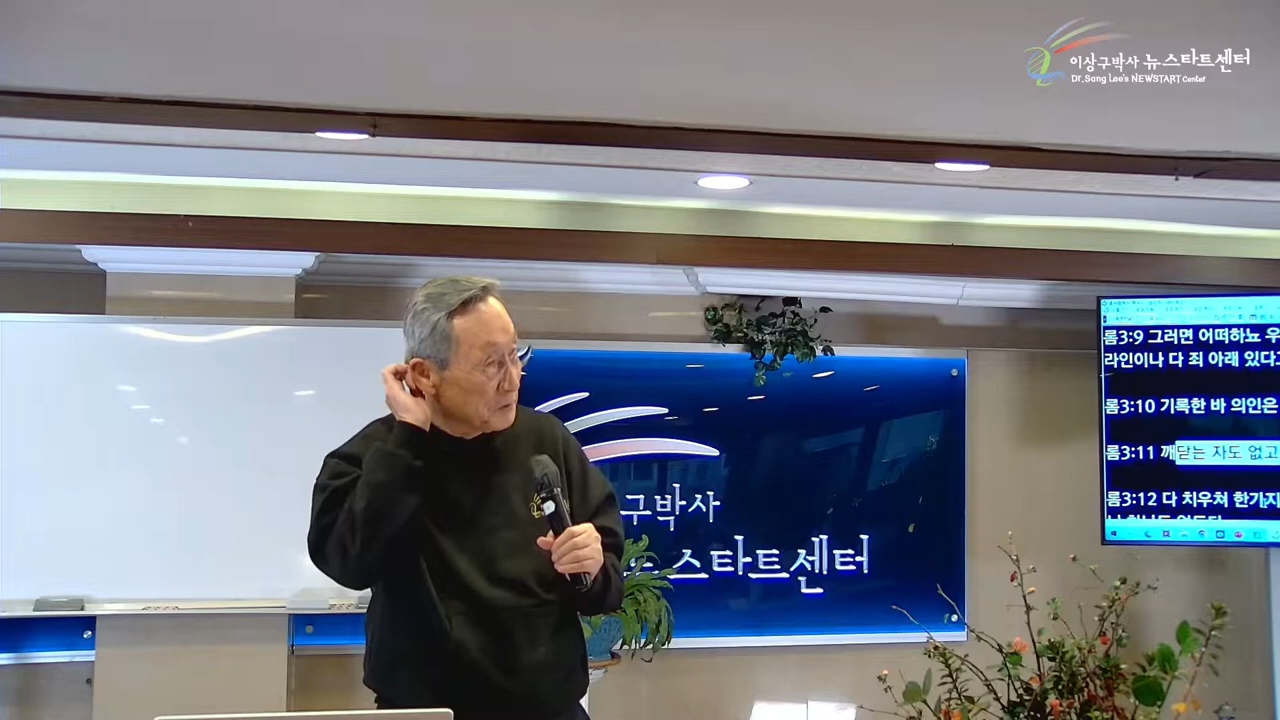 이상구박사 뉴스타트센터
Dr. Sang Lee's NEWSTART Center
구박사
스타트센터
롬3:9 그러면 어떠하뇨 우
라인이나 다 죄 아래 있다고
롬3:10 기록한 바 의인은
롬3:11 깨닫는 자도 없고
롬3:12 다 치우쳐 한가지